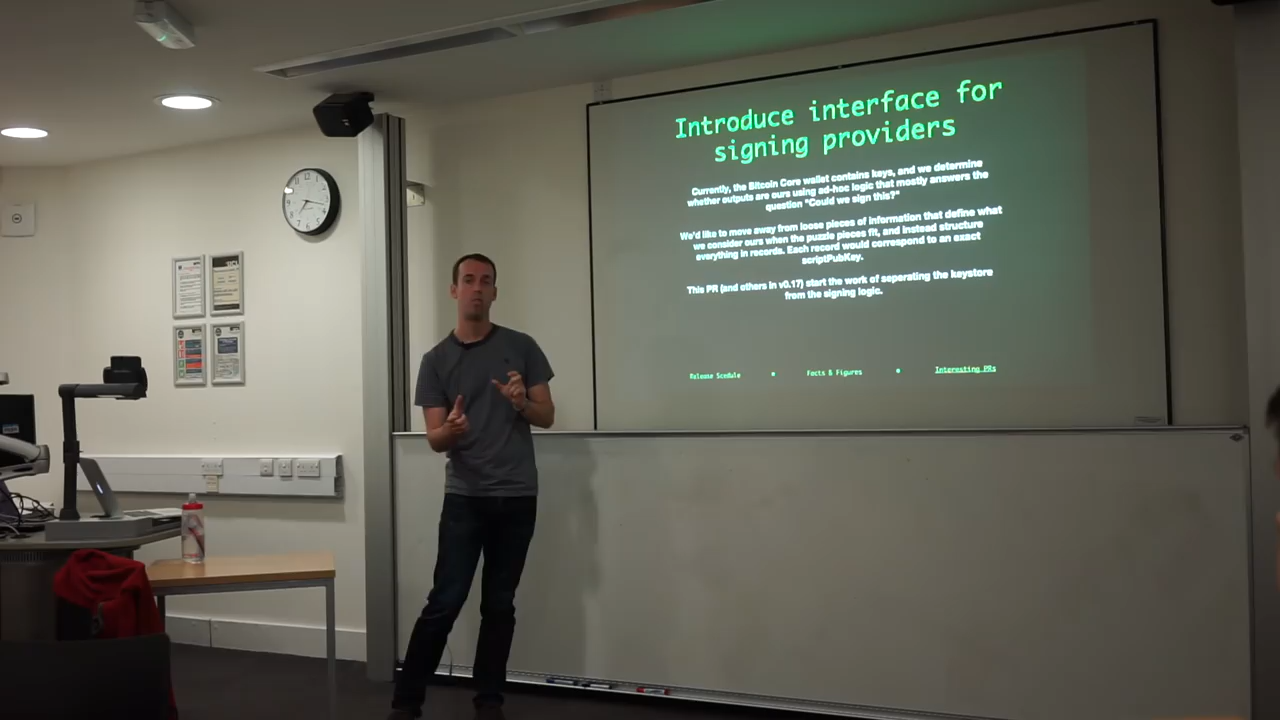 Introduce interface for
signing providers
Currently, the Bitcoin Core wallet contains keys, and we determine
whether outputs are ours using ad-hoc logic that mostly answers the
question "Could we sign this?"
We'd like to move away from loose pieces of information that define what
we consider ours when the puzzle pieces fit, and instead structure
everything in records. Each record would correspond to an exact
scriptPubKey.
This PR (and others in v0.17) start the work of seperating the keystore
from the signing logic.
Release Scedule • Facts & Figures • Interesting PRs